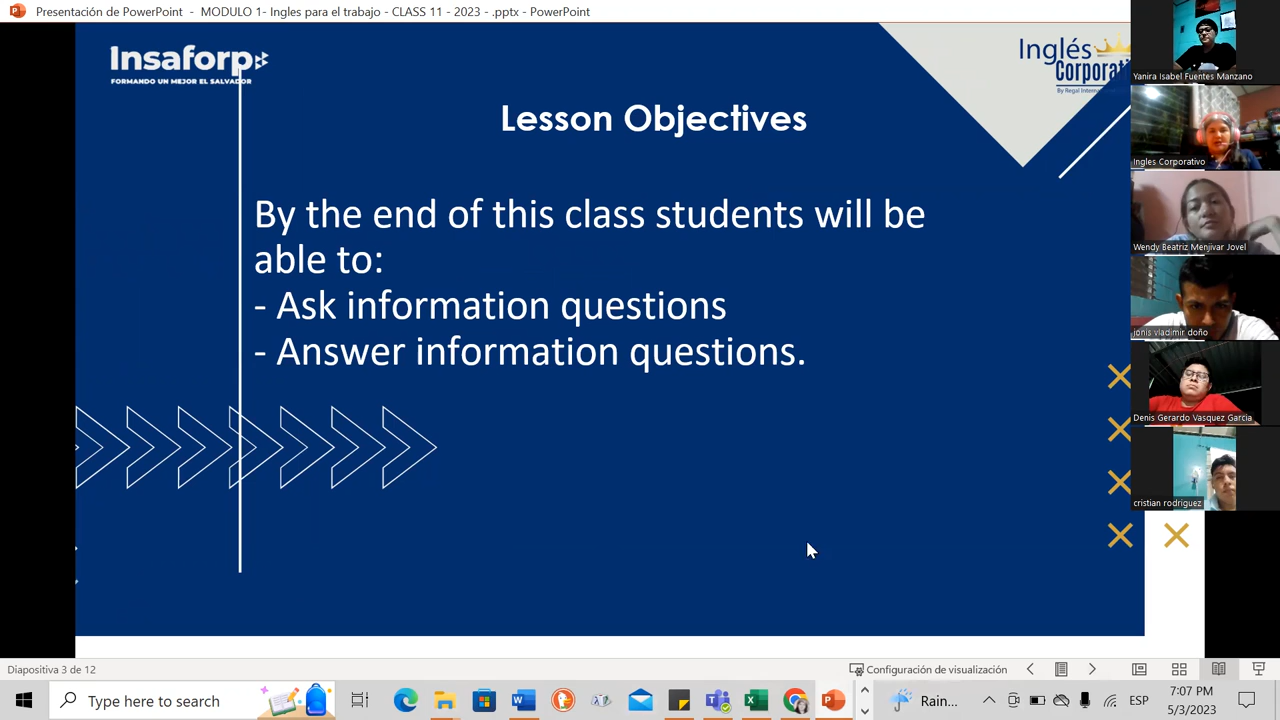 Presentación de PowerPoint - MODULO 1- Ingles para el trabajo - CLASS 11 - 2023 - .pptx - PowerPoint
Insaforp
FORMANDO UN MEJOR EL SALVADOR
Inglés
Corporati
By Regal Internation
Lesson Objectives
By the end of this class students will be
able to:
- Ask information questions
- Answer information questions.
Yanira Isabel Fuentes Manzano
Ingles Corporativo
Wendy Beatriz Menjivar Jovel
jonis vladimir doño
Denis Gerardo Vasquez Garcia
cristian rodriguez
Diapositiva 3 de 12
Configuración de visualización
Type here to search
Rain...
ESP
7:07 PM
5/3/2023